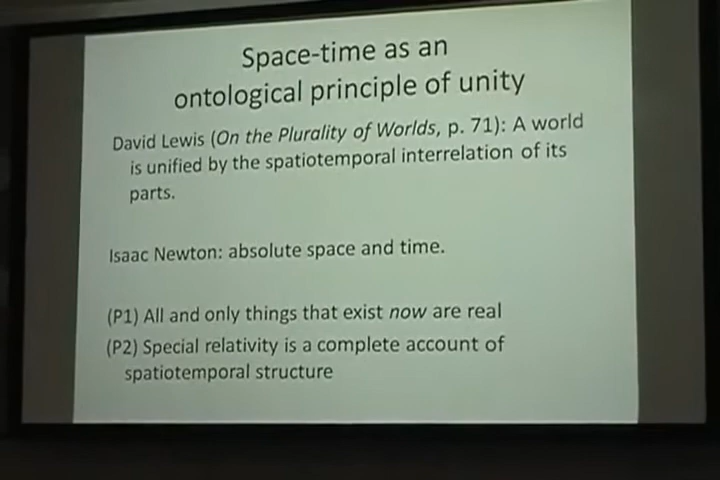 Space-time as an
ontological principle of unity
David Lewis (On the Plurality of Worlds, p. 71): A world
is unified by the spatiotemporal interrelation of its
parts.
Isaac Newton: absolute space and time.
(P1) All and only things that exist now are real
(P2) Special relativity is a complete account of
spatiotemporal structure